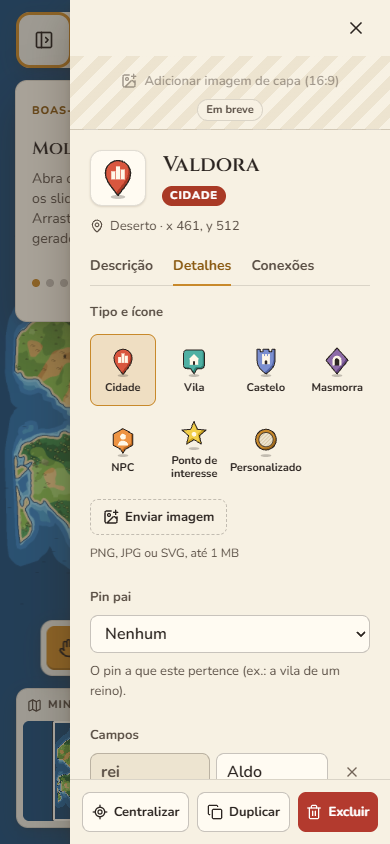 Adicionar imagem de capa (16:9)
Em breve
BOAS-
Valdora
CIDADE
Deserto · x 461, y 512
Abra
os slic
Arrast
gerad
Descrição Detalhes Conexões
Tipo e ícone
Cidade Vila Castelo Masmorra
NPC Ponto de interesse Personalizado
Enviar imagem
PNG, JPG ou SVG, até 1 MB
Pin pai
Nenhum
O pin a que este pertence (ex.: a vila de um
reino).
MIN
Campos
rei Aldo
Centralizar Duplicar Excluir